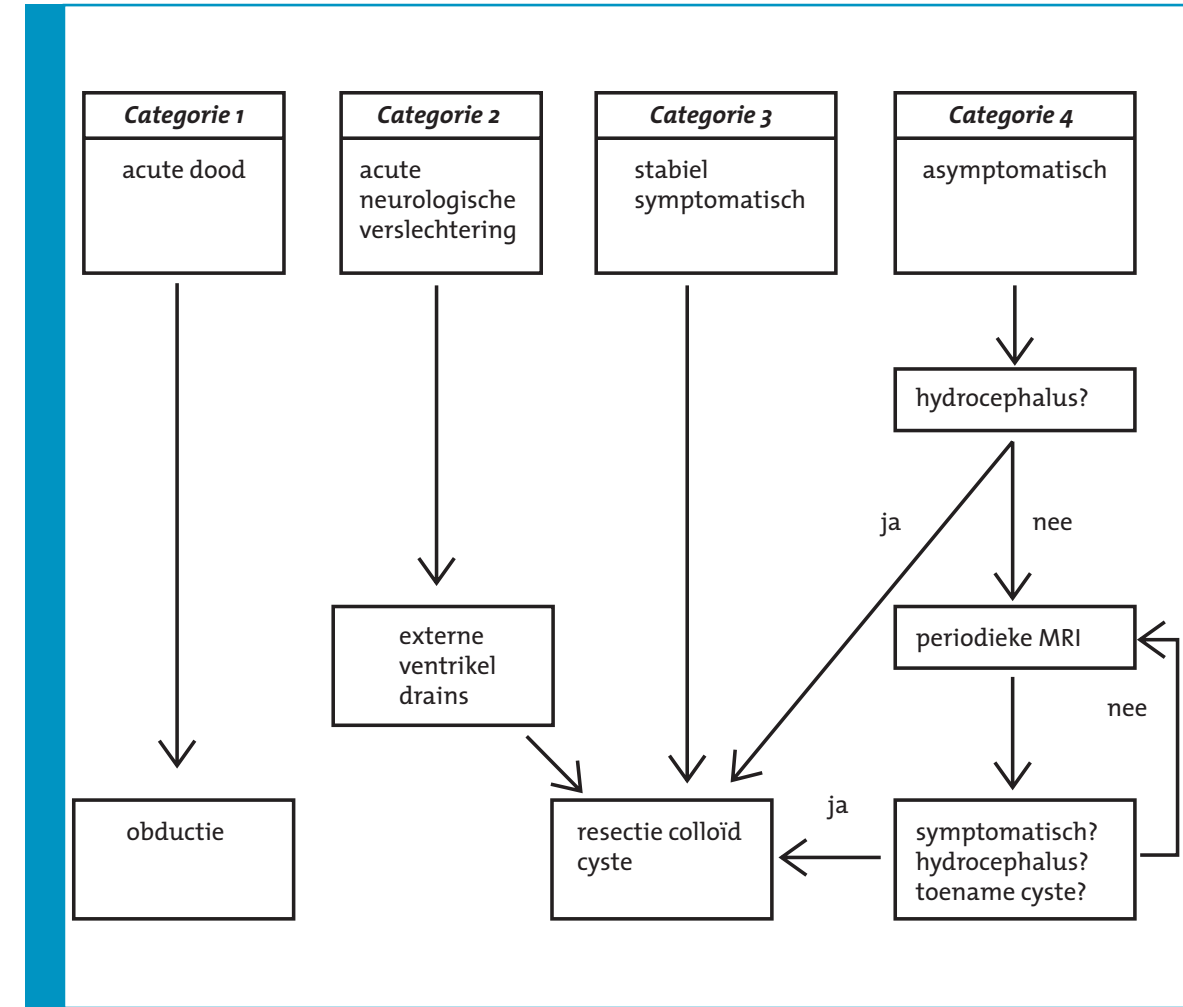 Categorie 1
acute dood
Categorie 2
acute
neurologische
verslechtering
Categorie 3
stabiel
symptomatisch
Categorie 4
asymptomatisch
hydrocephalus?
ja
nee
externe
ventrikel
drains
periodieke MRI
nee
obductie
resectie colloïd
cyste
ja
symptomatisch?
hydrocephalus?
toename cyste?